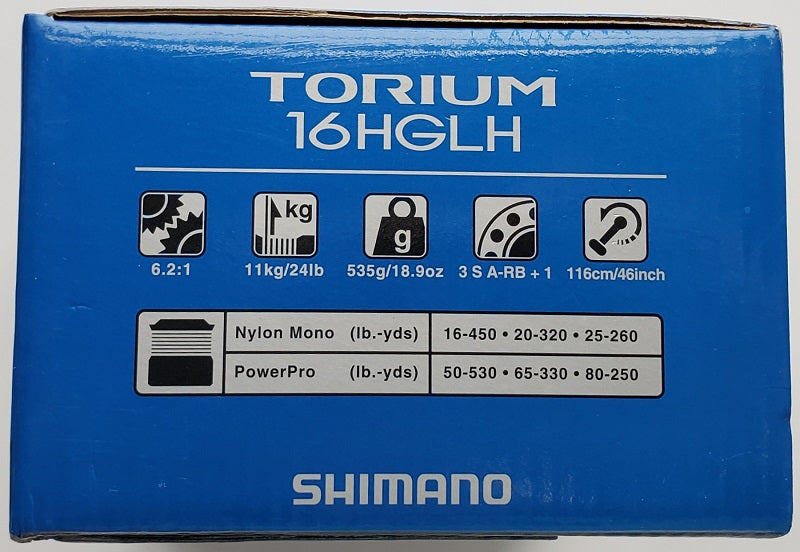 TORIUM
16HGLH
kg
g
6.2:1 11kg/24lb 535g/18.9oz 3 S A-RB + 1 116cm/46inch
Nylon Mono (lb.-yds) 16-450 • 20-320 • 25-260
PowerPro (lb.-yds) 50-530 • 65-330 • 80-250
SHIMANO